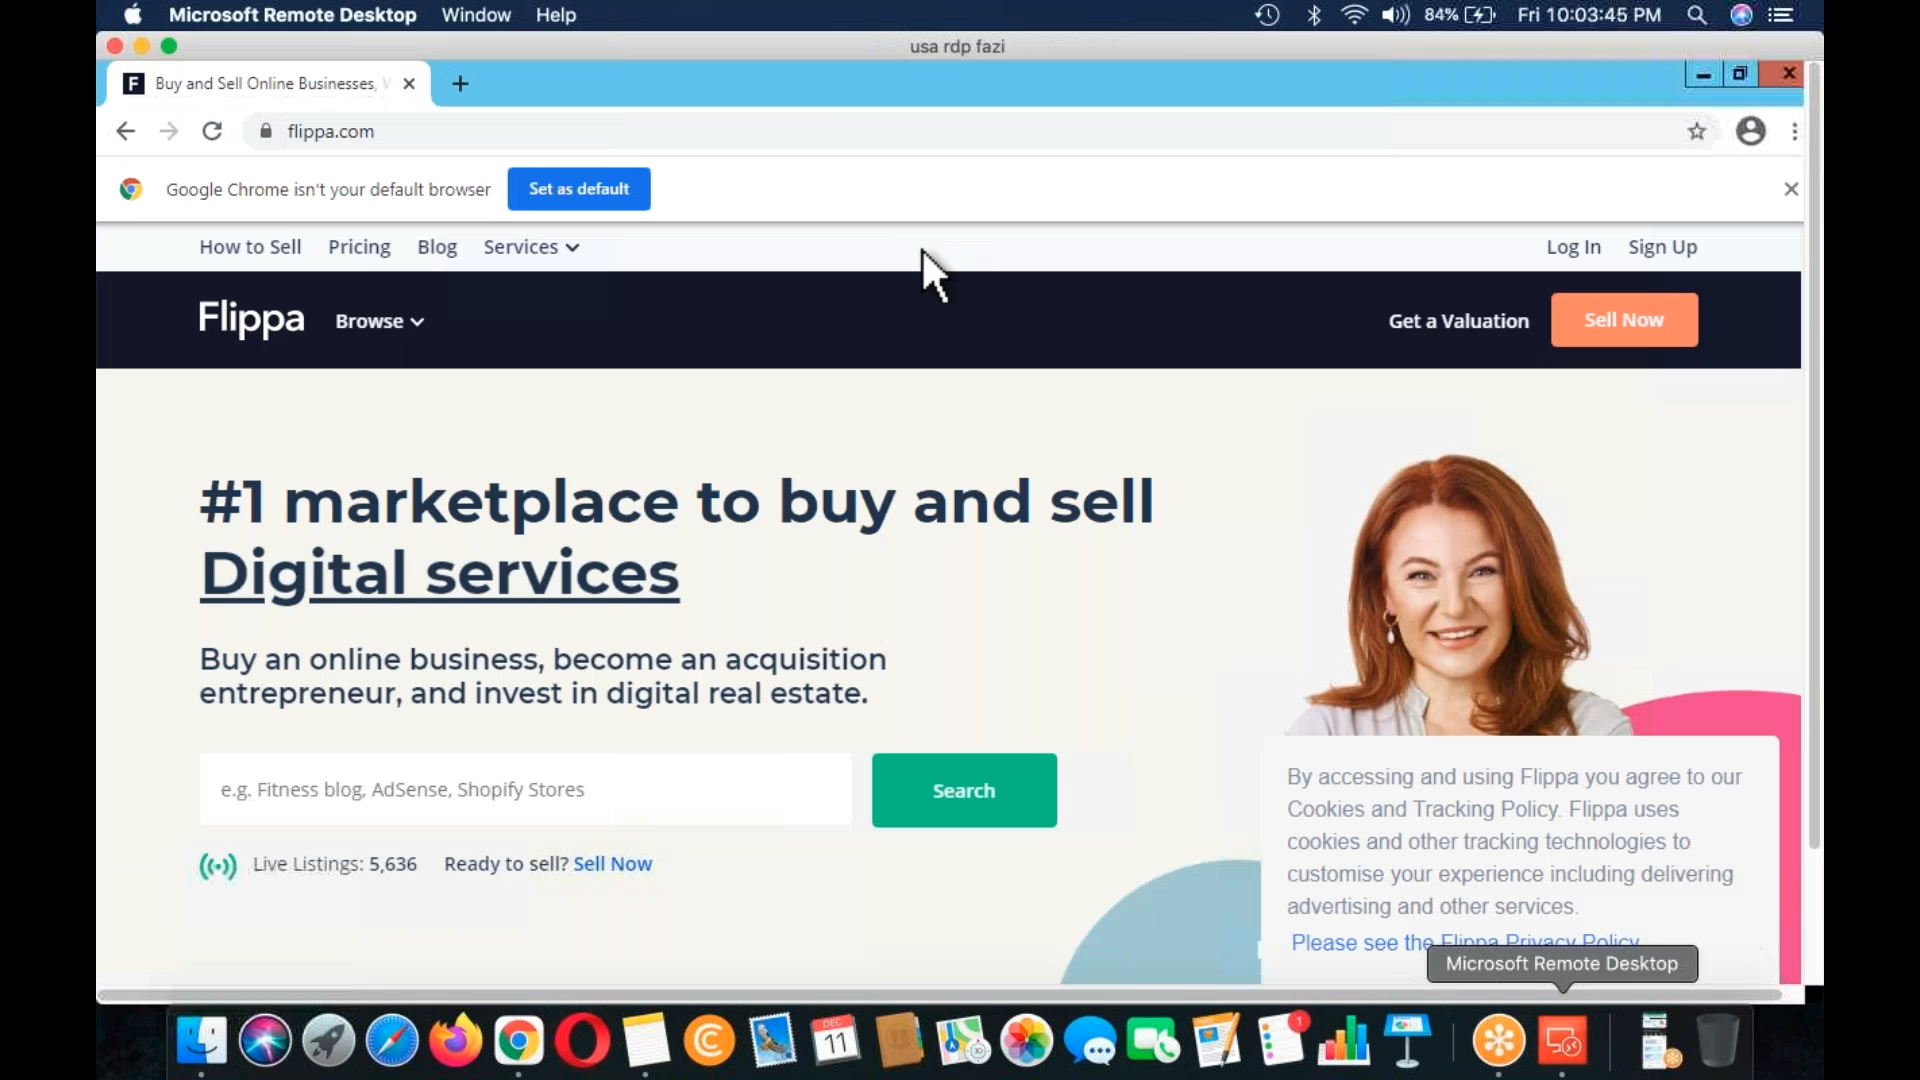 Microsoft Remote Desktop Window Help 84% Fri 10:03:45 PM
usa rdp fazi
F Buy and Sell Online Businesses,
flippa.com
Google Chrome isn't your default browser Set as default
How to Sell Pricing Blog Services Log In Sign Up
Flippa Browse Get a Valuation Sell Now
#1 marketplace to buy and sell
Digital services
Buy an online business, become an acquisition
entrepreneur, and invest in digital real estate.
e.g. Fitness blog, AdSense, Shopify Stores Search
Live Listings: 5,636 Ready to sell? Sell Now
By accessing and using Flippa you agree to our
Cookies and Tracking Policy. Flippa uses
cookies and other tracking technologies to
customise your experience including delivering
advertising and other services.
Please see the Flippa Privacy Policy
Microsoft Remote Desktop
DEC
11
1